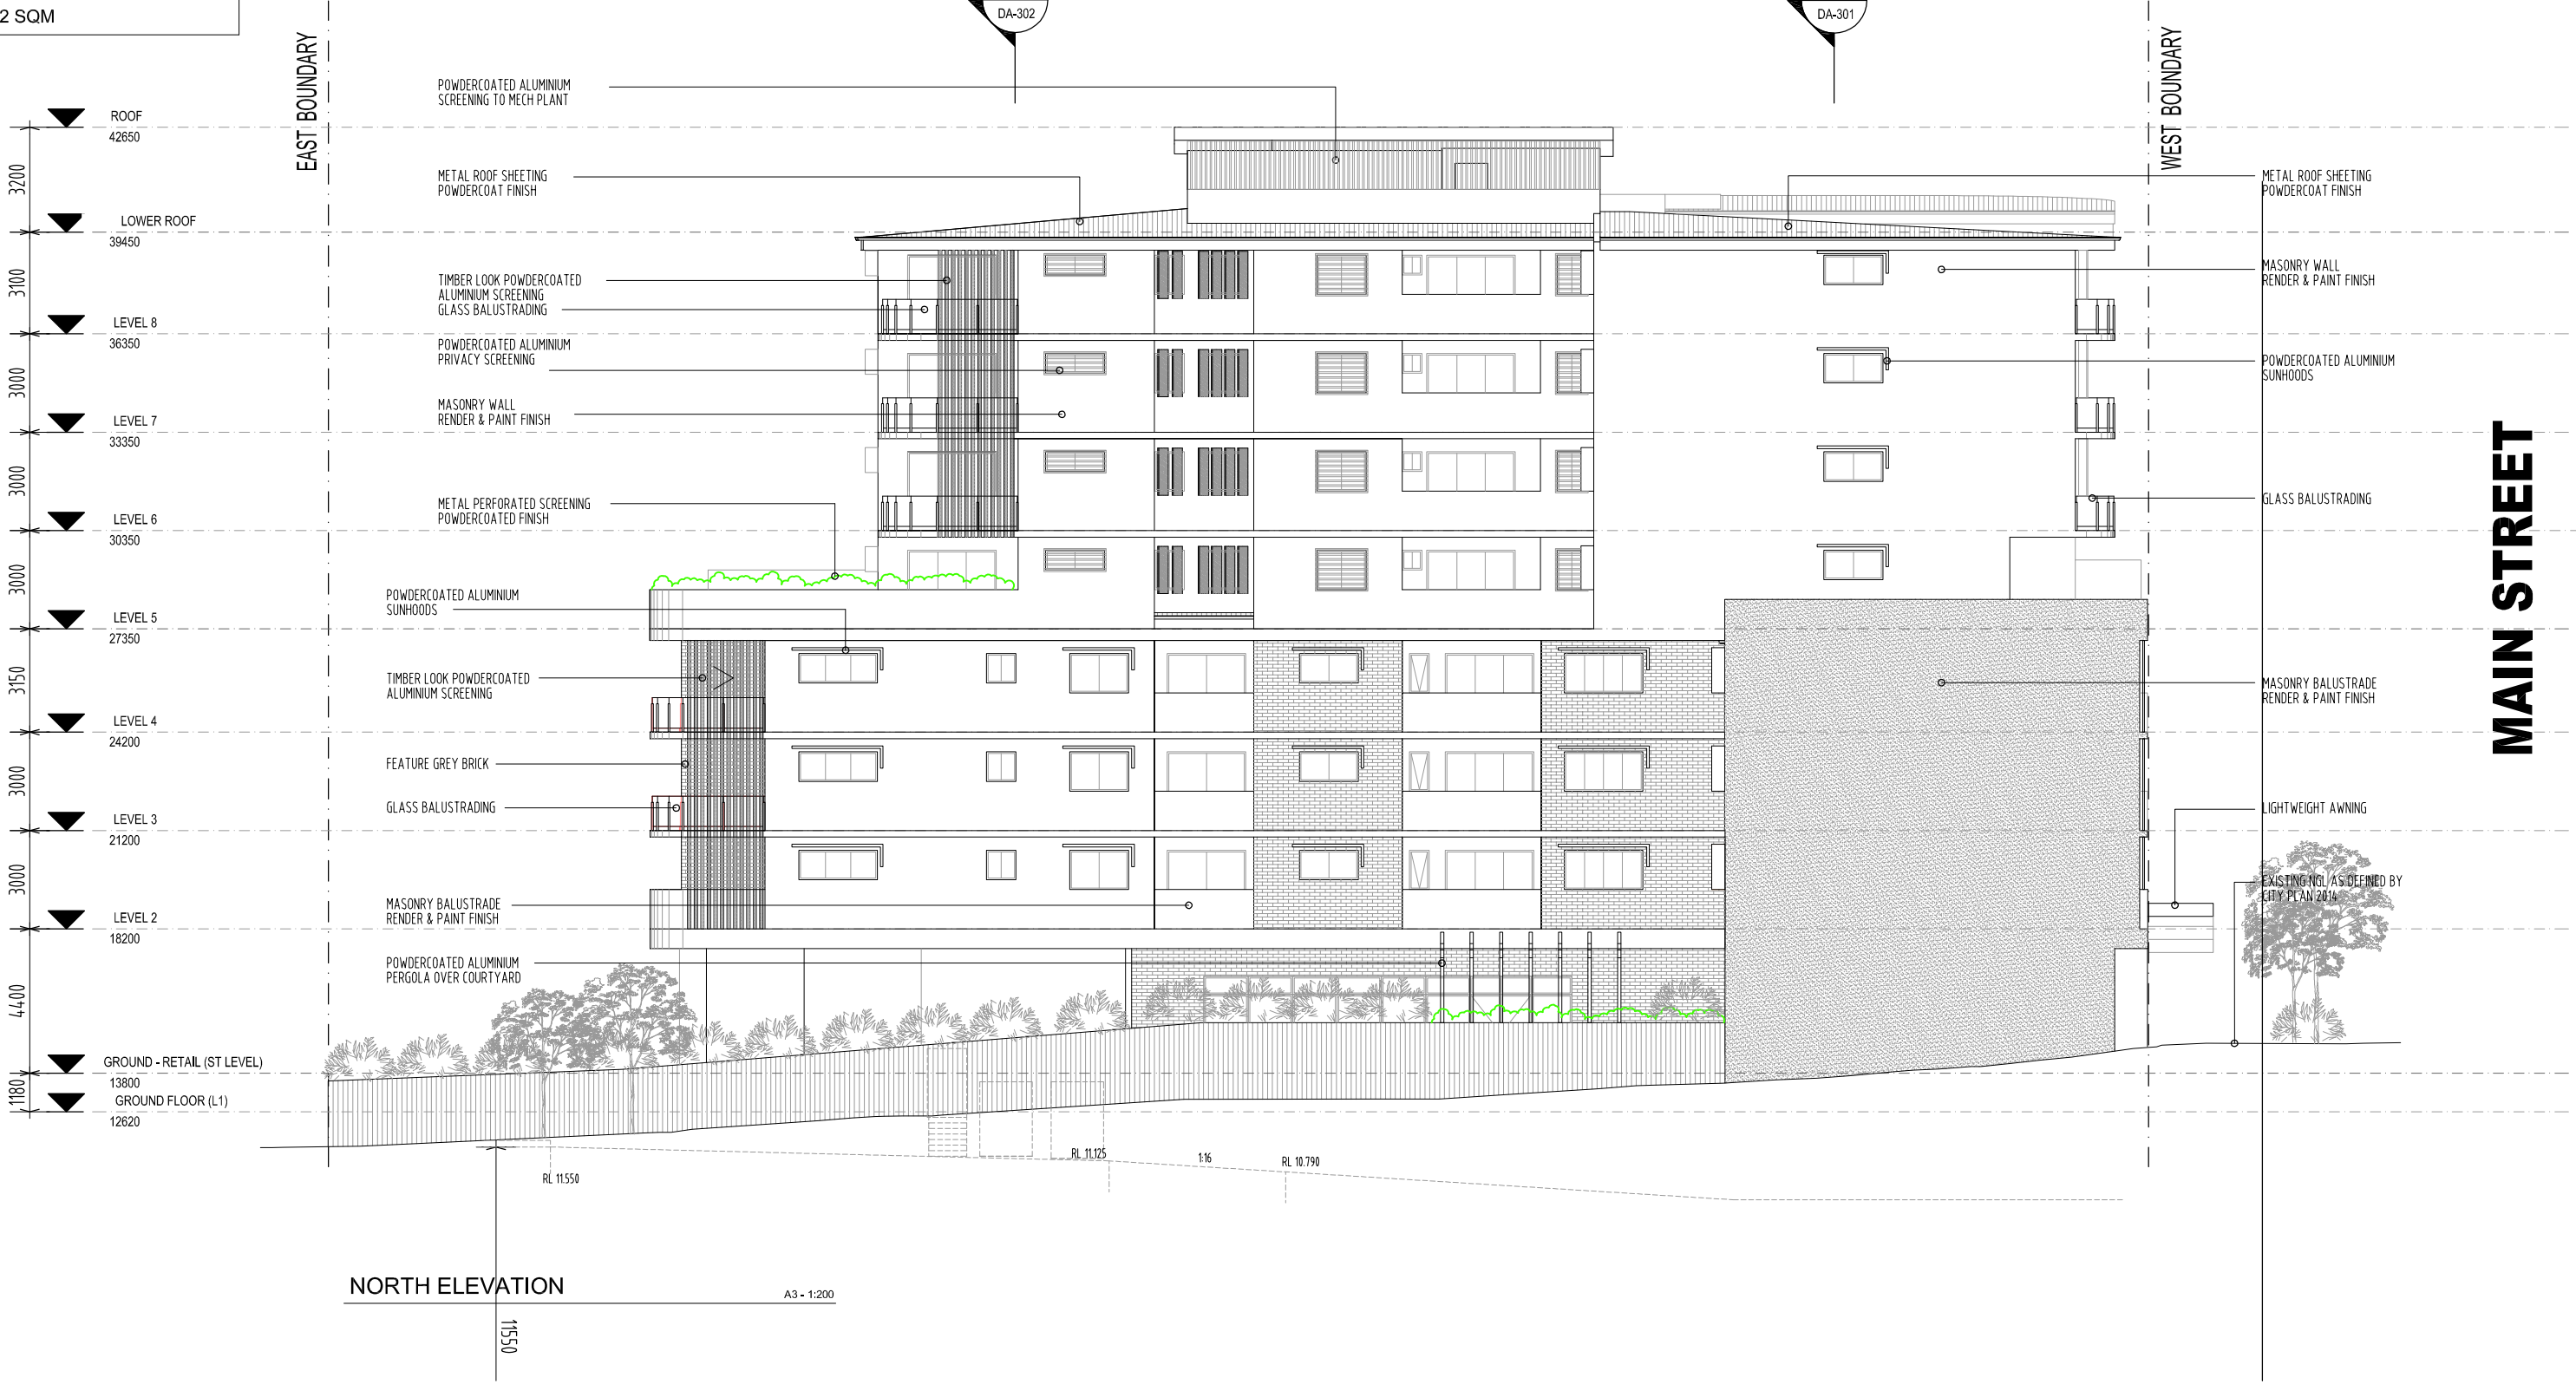 2 SQM
DA-302
DA-301
EAST BOUNDARY
WEST BOUNDARY
ROOF
42650
3200
LOWER ROOF
39450
3100
LEVEL 8
36350
3000
LEVEL 7
33350
3000
LEVEL 6
30350
3000
LEVEL 5
27350
3150
LEVEL 4
24200
3000
LEVEL 3
21200
3000
LEVEL 2
18200
4400
GROUND - RETAIL (ST LEVEL)
13800
1180
GROUND FLOOR (L1)
12620
POWDERCOATED ALUMINIUM
SCREENING TO MECH PLANT
METAL ROOF SHEETING
POWDERCOAT FINISH
TIMBER LOOK POWDERCOATED
ALUMINIUM SCREENING
GLASS BALUSTRADING
POWDERCOATED ALUMINIUM
PRIVACY SCREENING
MASONRY WALL
RENDER & PAINT FINISH
METAL PERFORATED SCREENING
POWDERCOATED FINISH
POWDERCOATED ALUMINIUM
SUNHOODS
TIMBER LOOK POWDERCOATED
ALUMINIUM SCREENING
FEATURE GREY BRICK
GLASS BALUSTRADING
MASONRY BALUSTRADE
RENDER & PAINT FINISH
POWDERCOATED ALUMINIUM
PERGOLA OVER COURTYARD
METAL ROOF SHEETING
POWDERCOAT FINISH
MASONRY WALL
RENDER & PAINT FINISH
POWDERCOATED ALUMINIUM
SUNHOODS
GLASS BALUSTRADING
MASONRY BALUSTRADE
RENDER & PAINT FINISH
LIGHTWEIGHT AWNING
EXISTING NGL AS DEFINED BY
CITY PLAN 2014
MAIN STREET
RL 11.550
RL 11.125
1:16
RL 10.790
NORTH ELEVATION
A3 - 1:200
11550